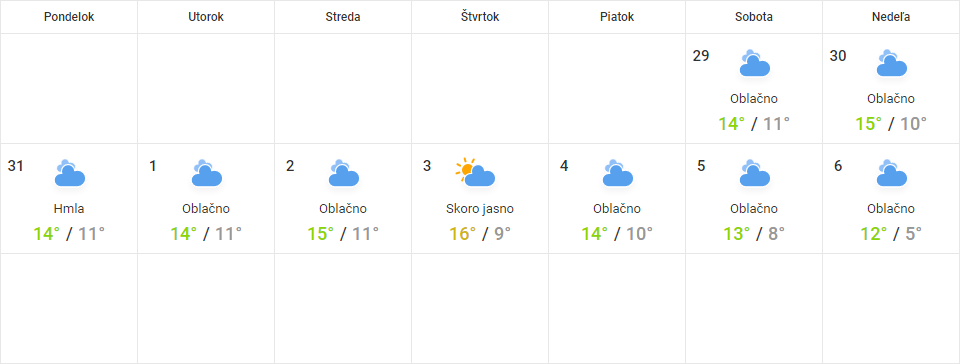 Pondelok Utorok Streda Štvrtok Piatok Sobota Nedeľa
29 30
Oblačno Oblačno
14° / 11° 15° / 10°
31 1 2 3 4 5 6
Hmla Oblačno Oblačno Skoro jasno Oblačno Oblačno Oblačno
14° / 11° 14° / 11° 15° / 11° 16° / 9° 14° / 10° 13° / 8° 12° / 5°